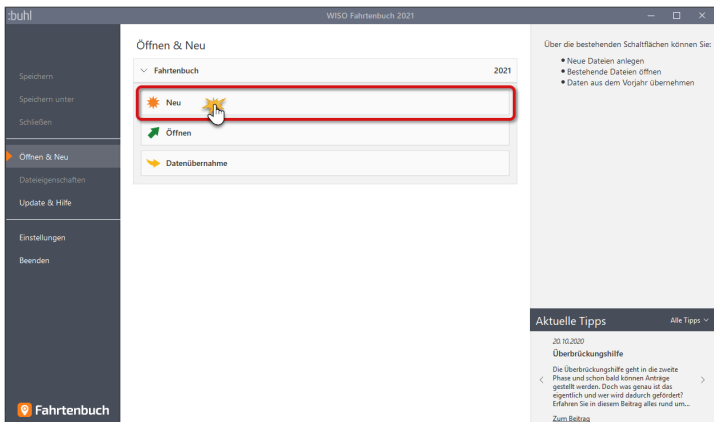 :buhl
WISO Fahrtenbuch 2021
Speichern
Speichern unter
Schließen
Öffnen & Neu
Dateieigenschaften
Update & Hilfe
Einstellungen
Beenden
Fahrtenbuch
Öffnen & Neu
Fahrtenbuch 2021
Neu
Öffnen
Datenübernahme
Über die bestehenden Schaltflächen können Sie:
• Neue Dateien anlegen
• Bestehende Dateien öffnen
• Daten aus dem Vorjahr übernehmen
Aktuelle Tipps Alle Tipps
20.10.2020
Überbrückungshilfe
Die Überbrückungshilfe geht in die zweite
Phase und schon bald können Anträge
gestellt werden. Doch was genau ist das
eigentlich und wer wird dadurch gefördert?
Erfahren Sie in diesem Beitrag alles rund um...
Zum Beitrag